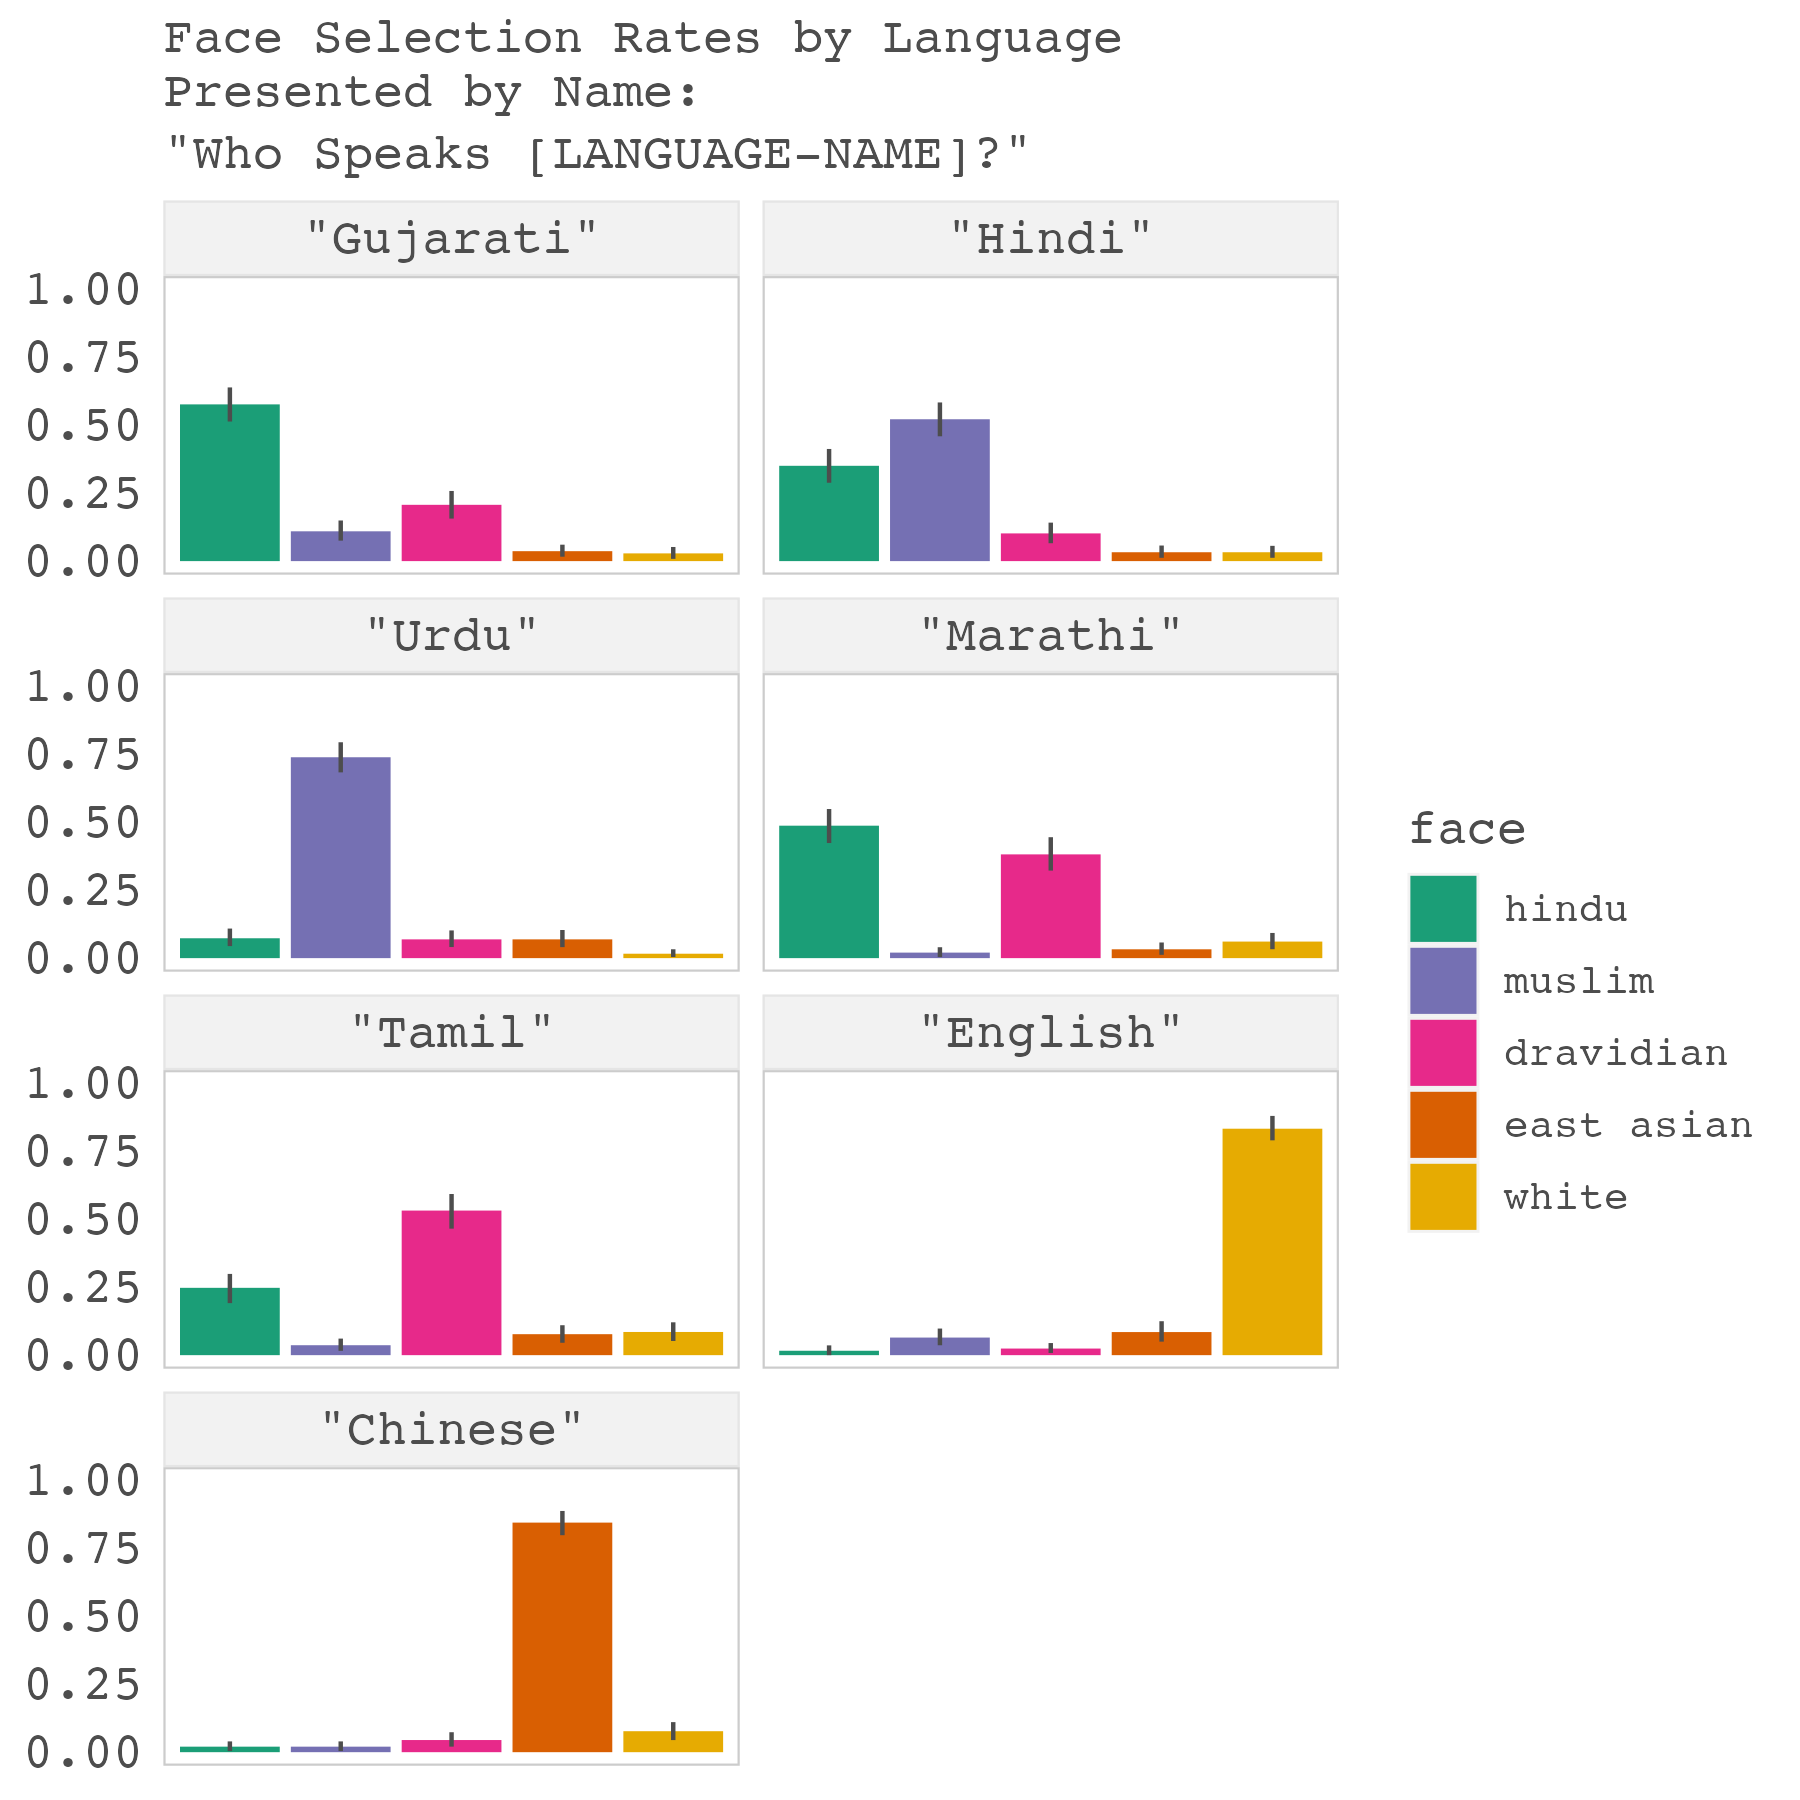 Face Selection Rates by Language
Presented by Name:
"Who Speaks [LANGUAGE-NAME]?"
"Gujarati"
"Hindi"
1.00
0.75
0.50
0.25
0.00
"Urdu"
"Marathi"
1.00
0.75
0.50
0.25
0.00
"Tamil"
"English"
1.00
0.75
0.50
0.25
0.00
"Chinese"
1.00
0.75
0.50
0.25
0.00
face
hindu
muslim
dravidian
east asian
white